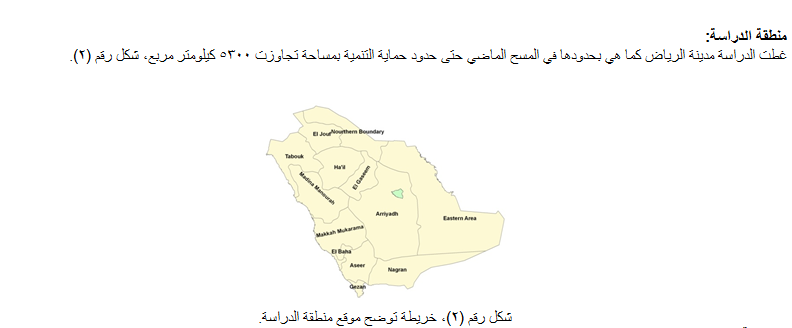 منطقة الدراسة:
غطت الدراسة مدينة الرياض كما هي بحدودها في المسح الماضي حتى حدود حماية التنمية بمساحة تجاوزت ٥٣٠٠ كيلومتر مربع، شكل رقم (٢).
El Jouf
Nourthern Boundary
Tabouk
Ha'il
El Gaseem
Madina Manourah
Arriyadh
Eastern Area
Makkah Mukarama
El Baha
Aseer
Nagran
Gezan
شكل رقم (٢)، خريطة توضح موقع منطقة الدراسة.